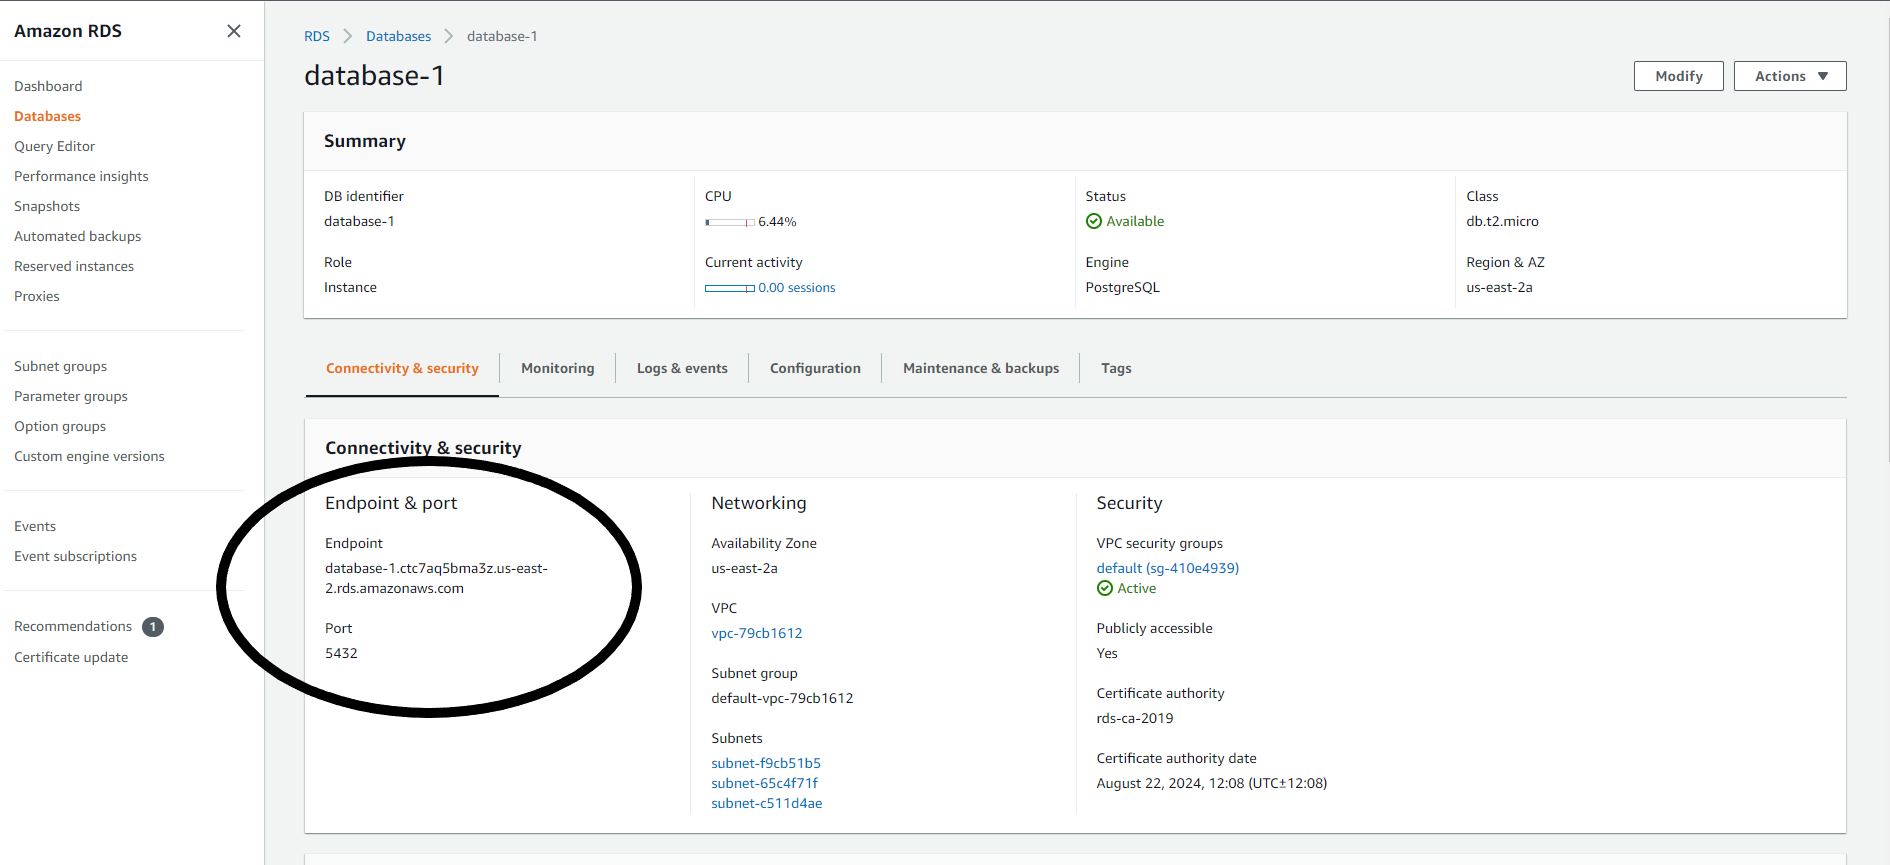 Amazon RDS
Dashboard
Databases
Query Editor
Performance insights
Snapshots
Automated backups
Reserved instances
Proxies
Subnet groups
Parameter groups
Option groups
Custom engine versions
Events
Event subscriptions
Recommendations 1
Certificate update
RDS Databases database-1
database-1
Modify
Actions
Summary
DB identifier
database-1
Role
Instance
CPU
6.44%
Current activity
0.00 sessions
Status
Available
Engine
PostgreSQL
Class
db.t2.micro
Region & AZ
us-east-2a
Connectivity & security Monitoring Logs & events Configuration Maintenance & backups Tags
Connectivity & security
Endpoint & port
Endpoint
database-1.ctc7aq5bma3z.us-east-
2.rds.amazonaws.com
Port
5432
Networking
Availability Zone
us-east-2a
VPC
vpc-79cb1612
Subnet group
default-vpc-79cb1612
Subnets
subnet-f9cb51b5
subnet-65c4f71f
subnet-c511d4ae
Security
VPC security groups
default (sg-410e4939)
Active
Publicly accessible
Yes
Certificate authority
rds-ca-2019
Certificate authority date
August 22, 2024, 12:08 (UTC±12:08)